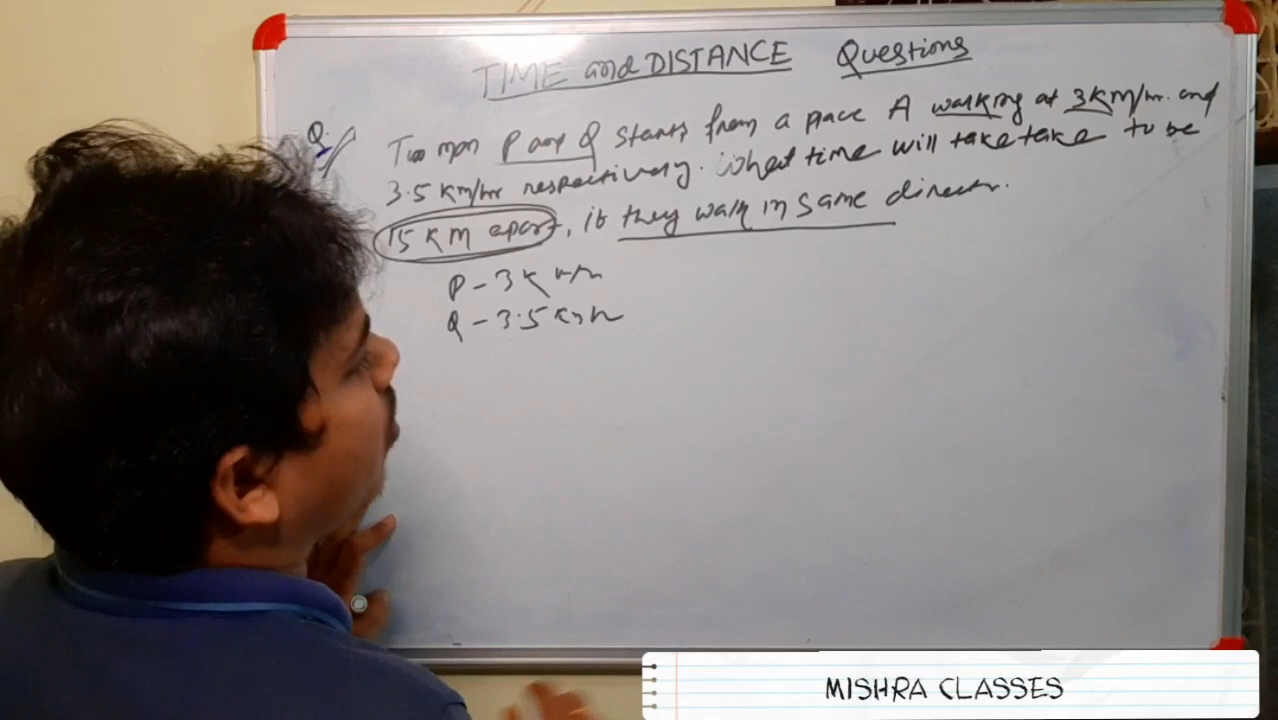 TIME and DISTANCE Questions
Q. Two men P and Q starts from a place A walking at 3 KM/hr. and
3.5 Km/hr respectively. What time will take take to be
15 KM apart, if they walk in same direction.
P - 3 K m/h
Q - 3.5 Km/h
MISHRA CLASSES